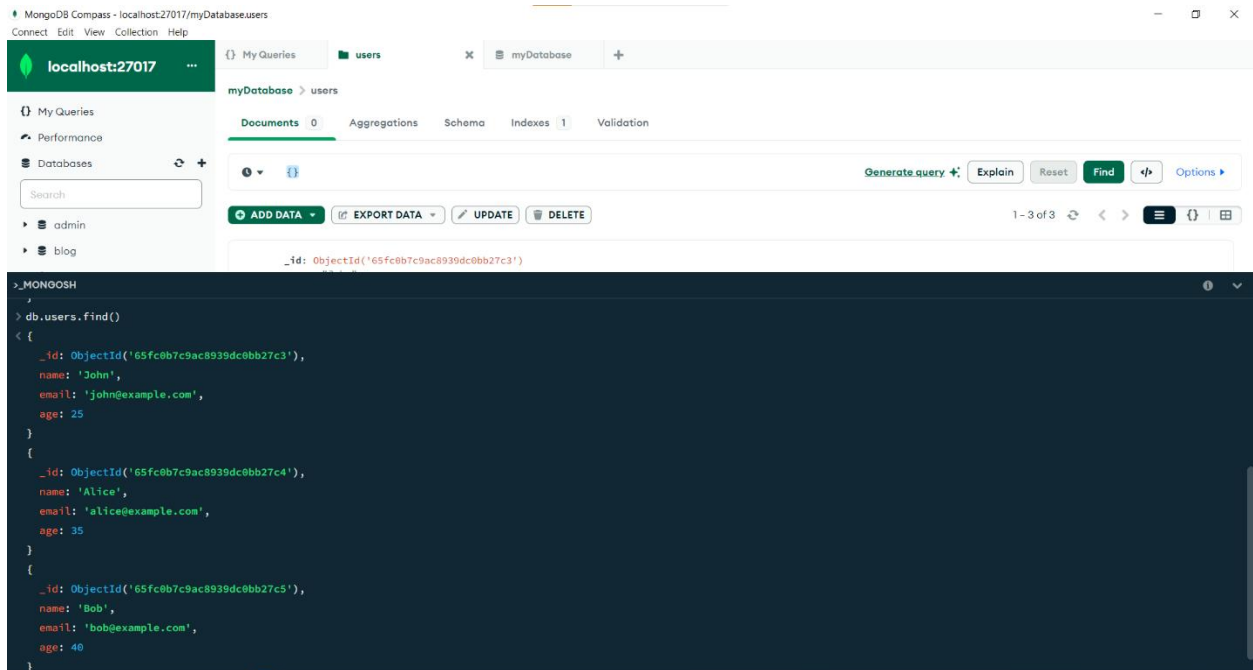 MongoDB Compass - localhost:27017/myDatabase.users
Connect Edit View Collection Help
localhost:27017 ...
{} My Queries
users
myDatabase
myDatabase > users
{} My Queries
Performance
Databases
Search
admin
blog
Documents 0 Aggregations Schema Indexes 1 Validation
{}
Generate query Explain Reset Find </> Options
ADD DATA EXPORT DATA UPDATE DELETE
1 – 3 of 3 {}
_id: ObjectId('65fc0b7c9ac8939dc0bb27c3')
>_MONGOSH
> db.users.find()
< {
_id: ObjectId('65fc0b7c9ac8939dc0bb27c3'),
name: 'John',
email: 'john@example.com',
age: 25
}
{
_id: ObjectId('65fc0b7c9ac8939dc0bb27c4'),
name: 'Alice',
email: 'alice@example.com',
age: 35
}
{
_id: ObjectId('65fc0b7c9ac8939dc0bb27c5'),
name: 'Bob',
email: 'bob@example.com',
age: 40
}